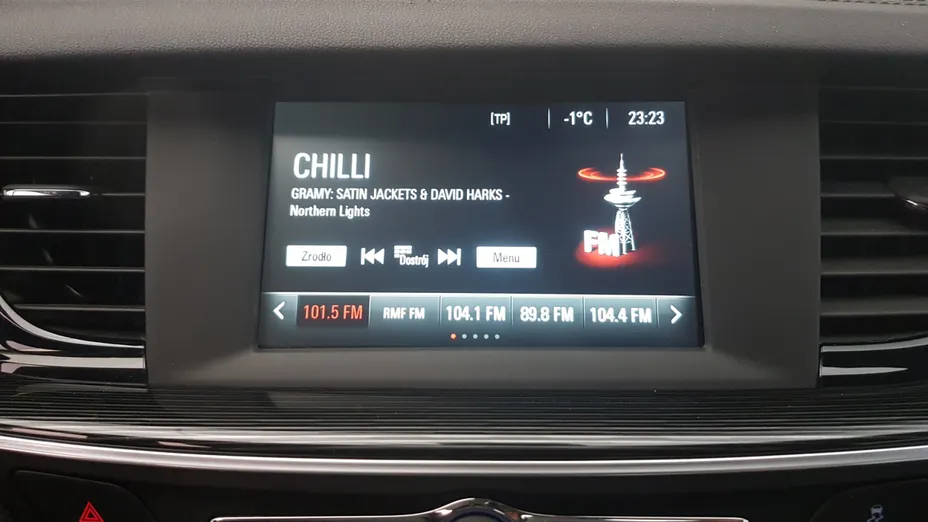 [TP] -1°C 23:23
CHILLI
GRAMY: SATIN JACKETS & DAVID HARKS -
Northern Lights
FM
Źródło Dostrój Menu
101.5 FM RMF FM 104.1 FM 89.8 FM 104.4 FM